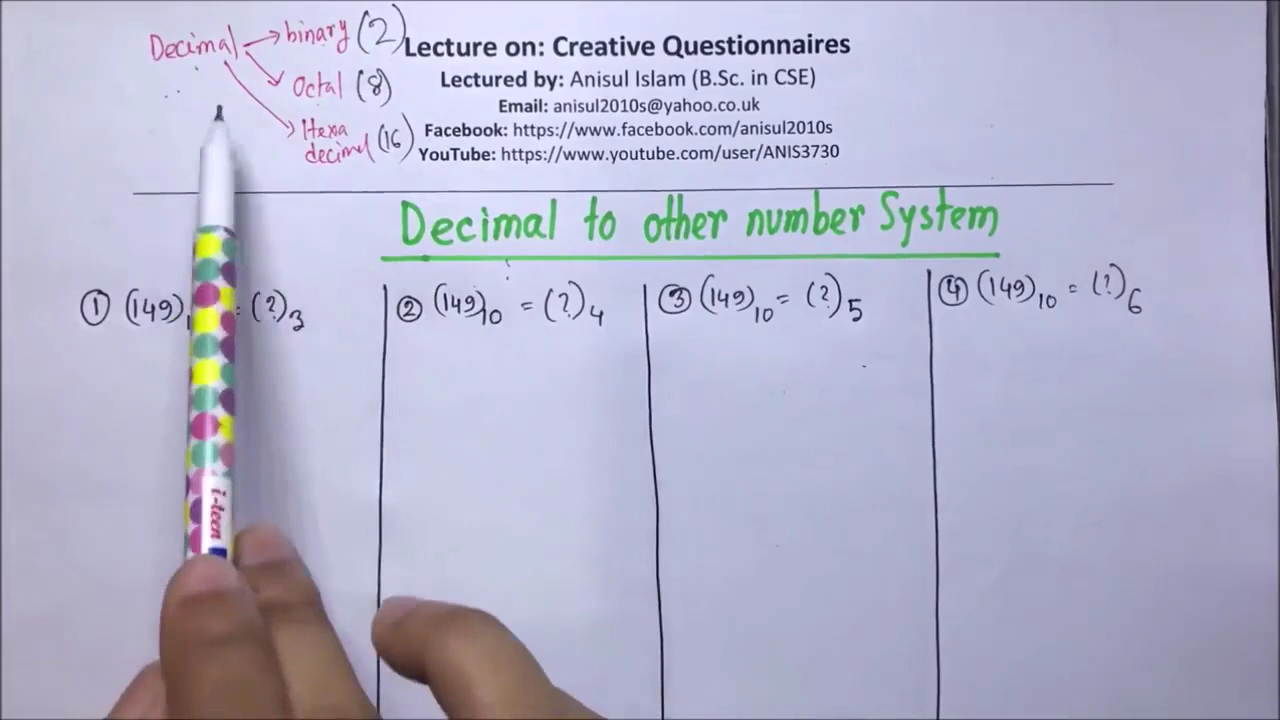 Decimal → binary (2)
Octal (8)
Hexa
decimal (16)
Lecture on: Creative Questionnaires
Lectured by: Anisul Islam (B.Sc. in CSE)
Email: anisul2010s@yahoo.co.uk
Facebook: https://www.facebook.com/anisul2010s
YouTube: https://www.youtube.com/user/ANIS3730
Decimal to other number System
① (149)1 = (?)3
② (149)10 = (?)4
③ (149)10 = (?)5
④ (149)10 = (?)6
i-teen